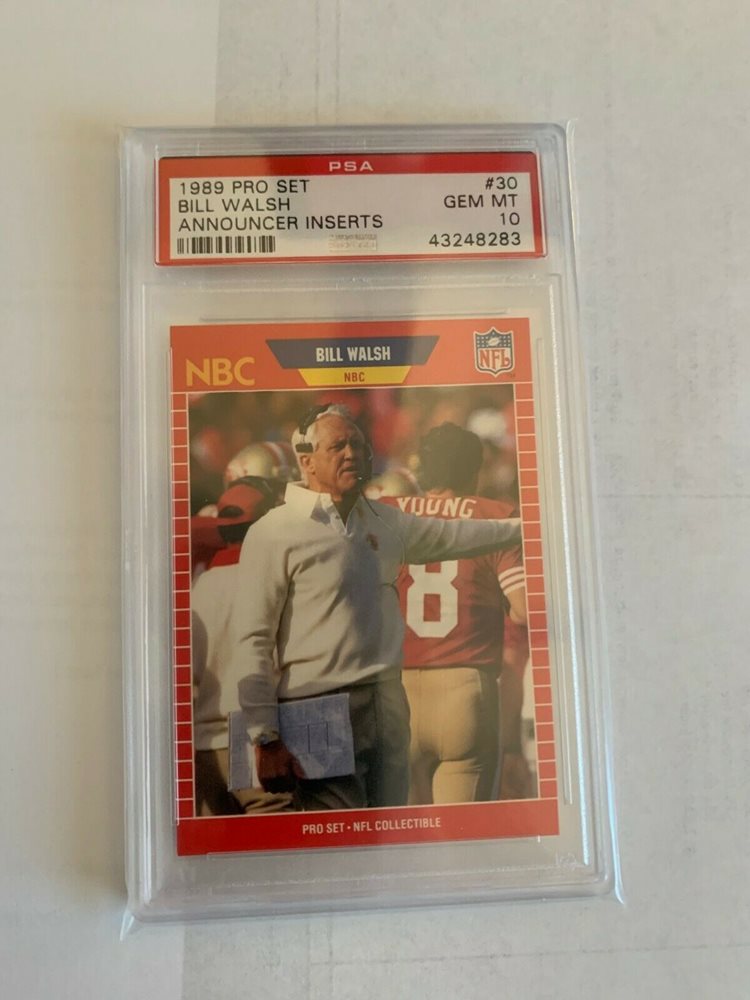 PSA
1989 PRO SET #30
BILL WALSH GEM MT
ANNOUNCER INSERTS 10
43248283
NBC
BILL WALSH
NBC
NFL
YOUNG
8
PRO SET • NFL COLLECTIBLE